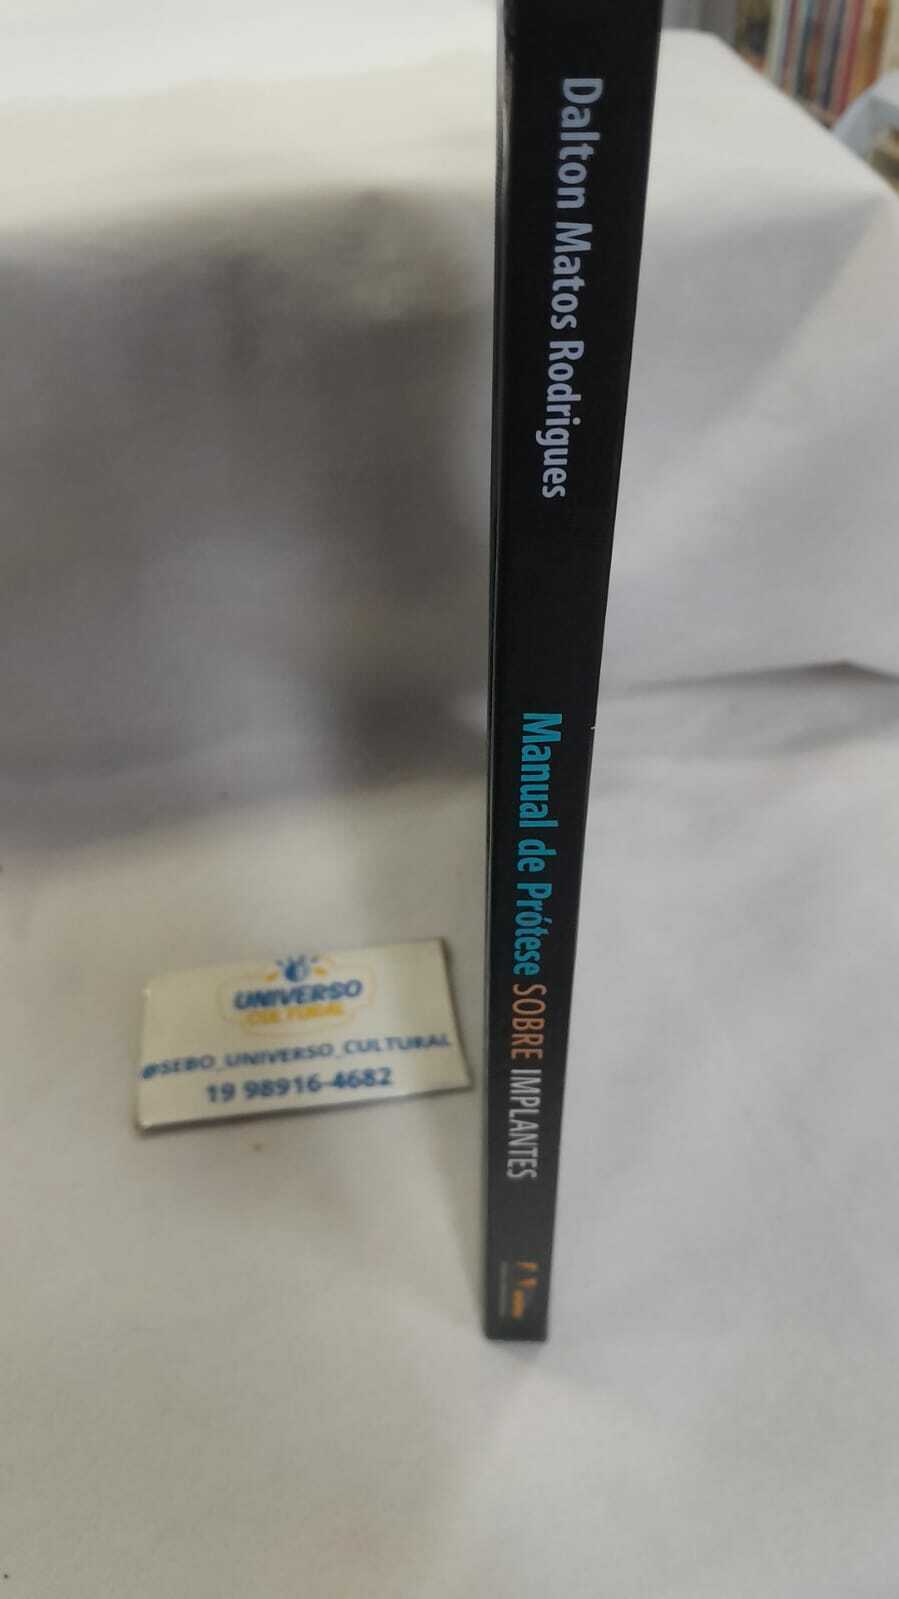 Dalton Matos Rodrigues
Manual de Prótese SOBRE IMPLANTES
UNIVERSO
CULTURAL
@SEBO_UNIVERSO_CULTURAL
19 98916-4682